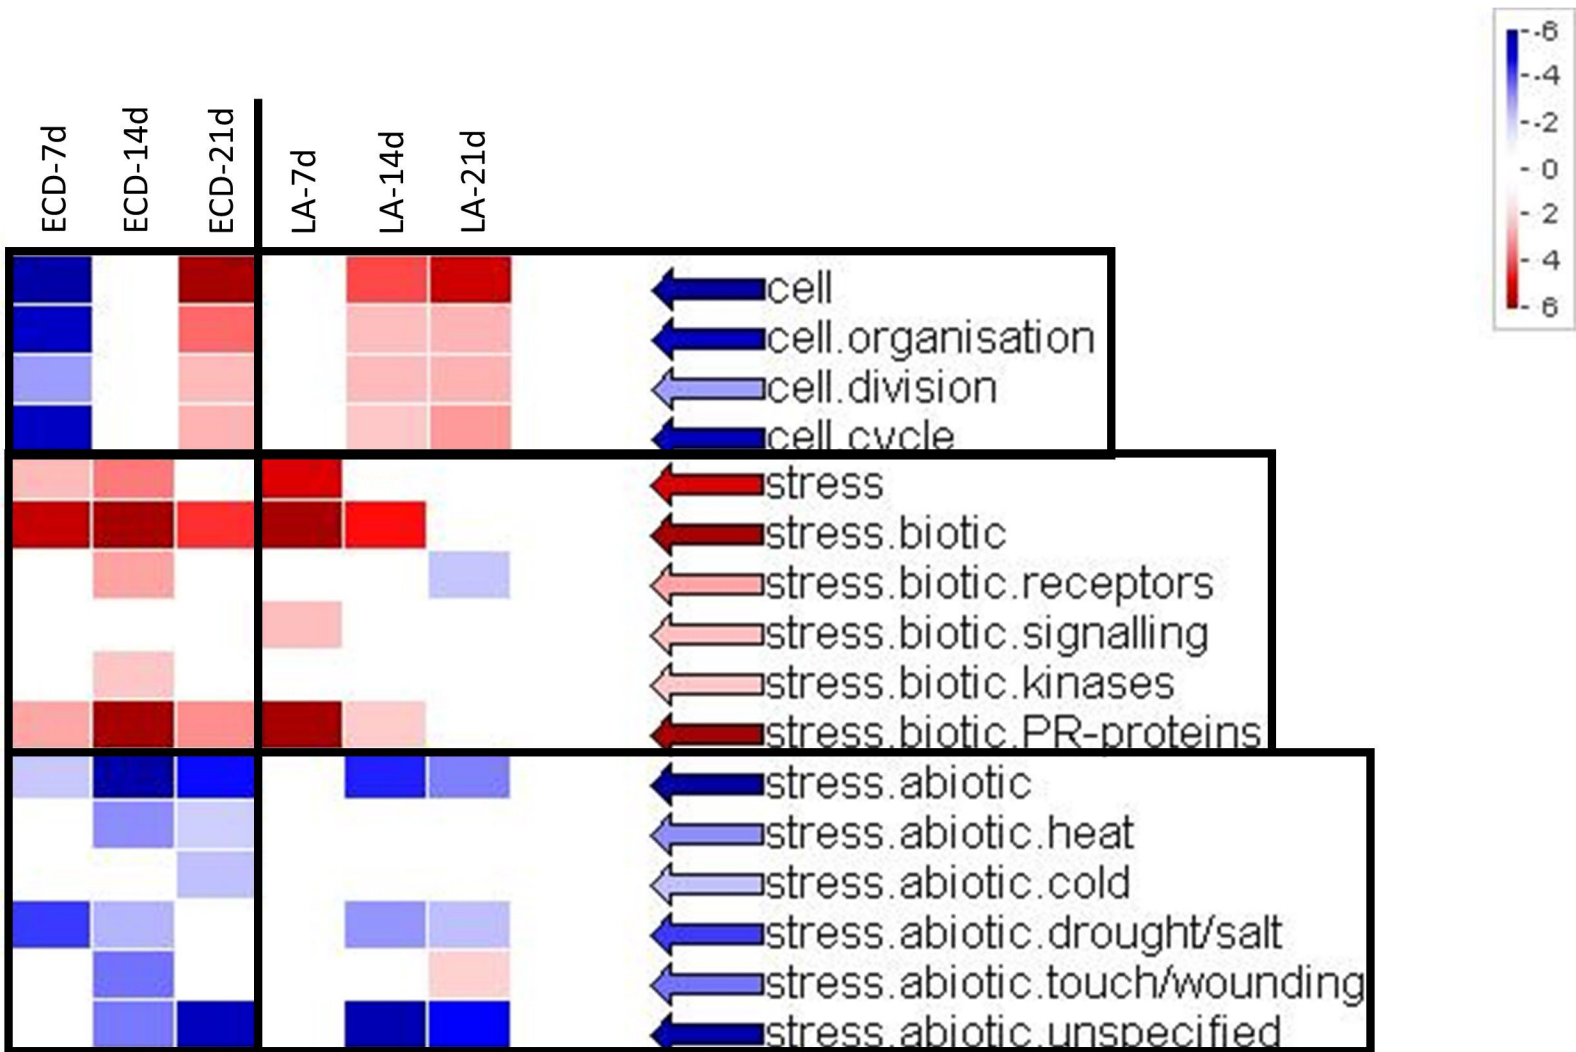 ECD-7d
ECD-14d
ECD-21d
LA-7d
LA-14d
LA-21d
-6
-4
-2
0
2
4
6
cell
cell.organisation
cell.division
cell.cycle
stress
stress.biotic
stress.biotic.receptors
stress.biotic.signalling
stress.biotic.kinases
stress.biotic.PR-proteins
stress.abiotic
stress.abiotic.heat
stress.abiotic.cold
stress.abiotic.drought/salt
stress.abiotic.touch/wounding
stress.abiotic.unspecified